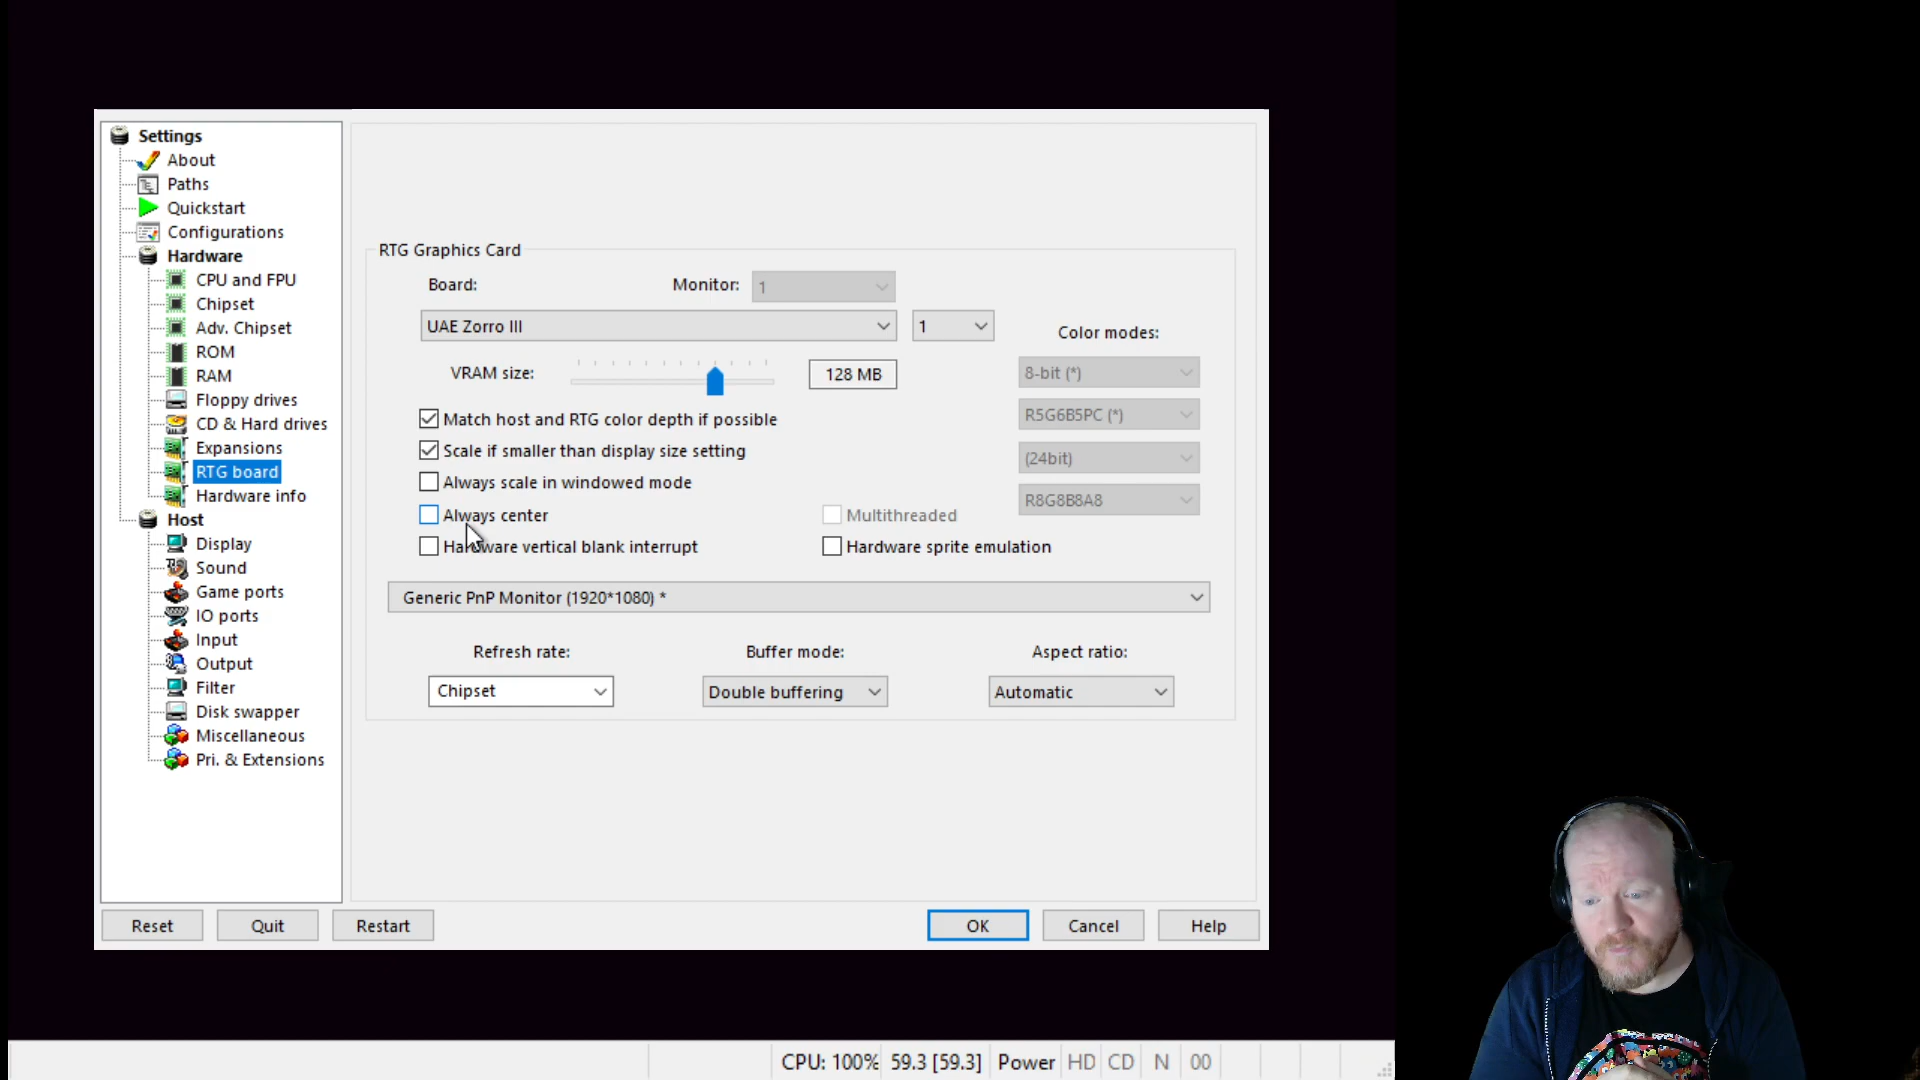 Settings
About
Paths
Quickstart
Configurations
Hardware
CPU and FPU
Chipset
Adv. Chipset
ROM
RAM
Floppy drives
CD & Hard drives
Expansions
RTG board
Hardware info
Host
Display
Sound
Game ports
IO ports
Input
Output
Filter
Disk swapper
Miscellaneous
Pri. & Extensions
RTG Graphics Card
Board:
Monitor:
1
UAE Zorro III
1
Color modes:
VRAM size:
128 MB
8-bit (*)
R5G6B5PC (*)
(24bit)
R8G8B8A8
Match host and RTG color depth if possible
Scale if smaller than display size setting
Always scale in windowed mode
Always center
Multithreaded
Hardware vertical blank interrupt
Hardware sprite emulation
Generic PnP Monitor (1920*1080) *
Refresh rate:
Buffer mode:
Aspect ratio:
Chipset
Double buffering
Automatic
Reset
Quit
Restart
OK
Cancel
Help
CPU: 100%
59.3 [59.3]
Power
HD
CD
N
00